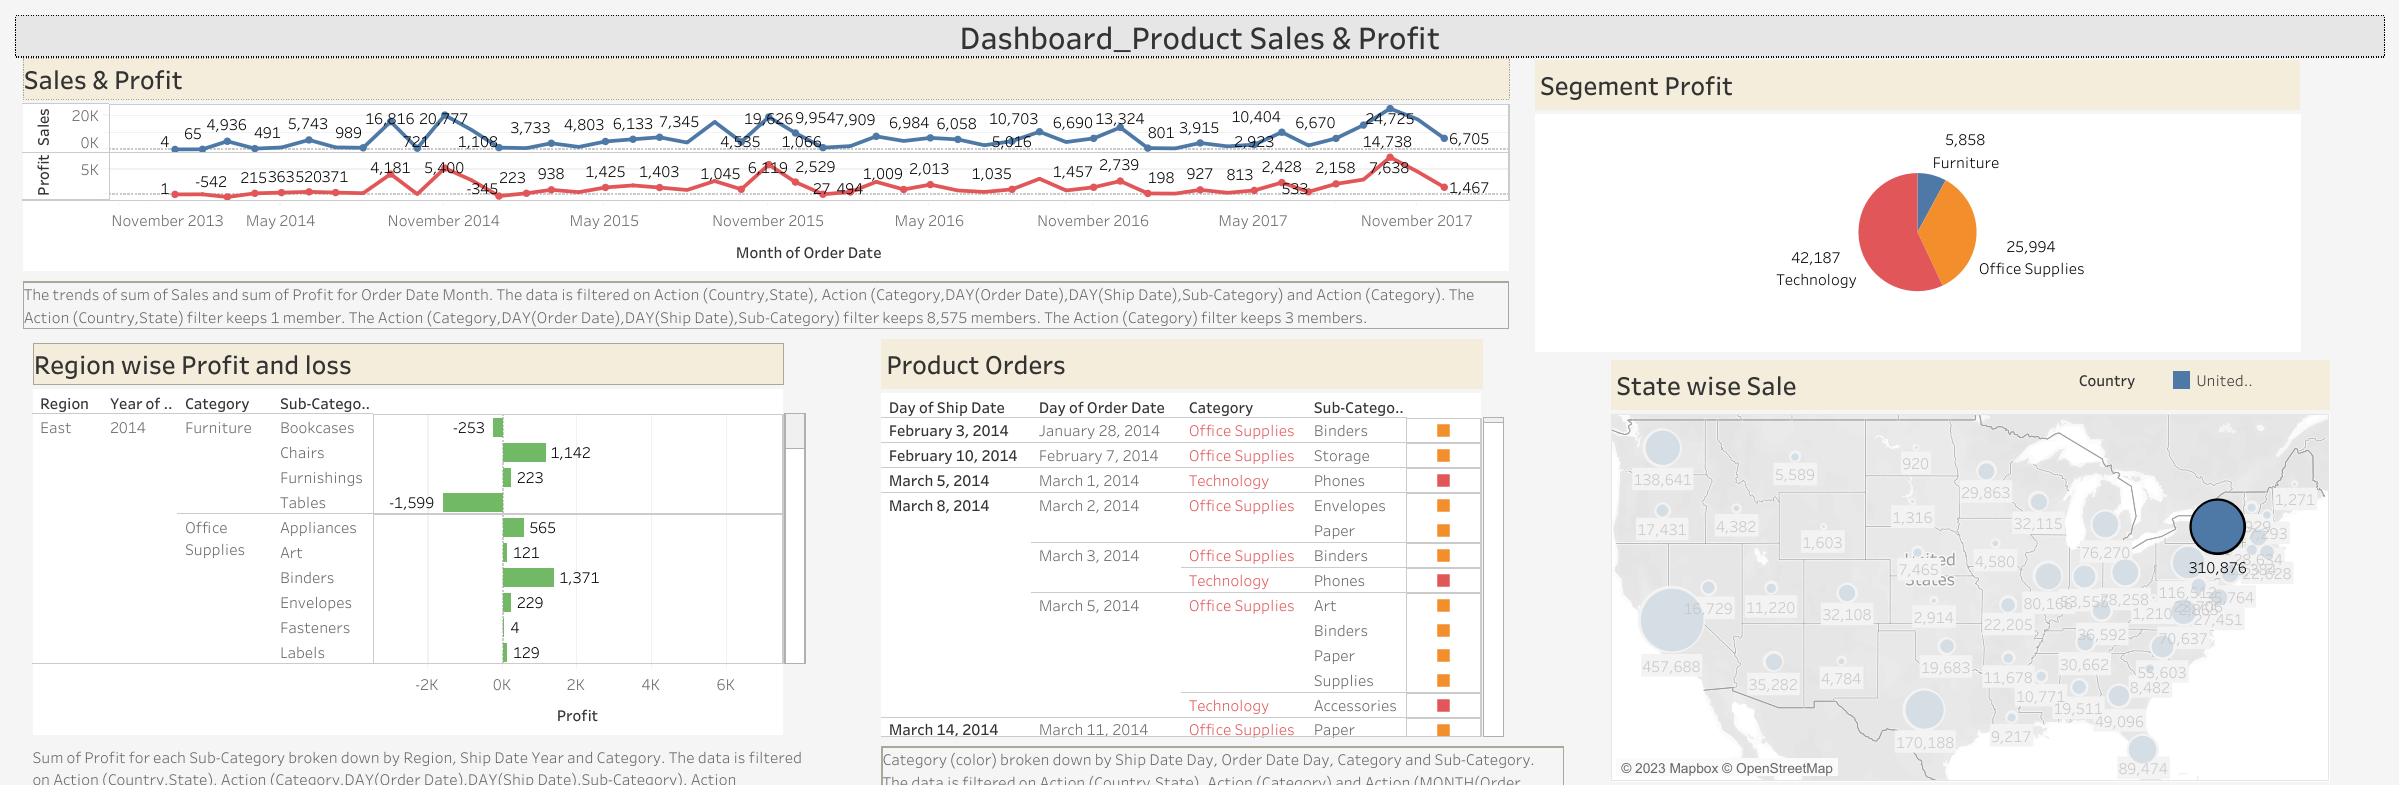 Dashboard_Product Sales & Profit
Sales & Profit
Sales
20K
0K
4
65
4,936
491
5,743
989
16,816
721
20,777
1,108
3,733
4,803
6,133
7,345
4,535
19,626
9,954
1,066
7,909
6,984
6,058
5,016
10,703
6,690
13,324
801
3,915
2,923
10,404
6,670
24,725
14,738
6,705
Profit
5K
1
-542
215
363
520
371
4,181
5,400
-345
223
938
1,425
1,403
1,045
6,119
2,529
27
494
1,009
2,013
1,035
1,457
2,739
198
927
813
2,428
533
2,158
7,638
1,467
November 2013
May 2014
November 2014
May 2015
November 2015
May 2016
November 2016
May 2017
November 2017
Month of Order Date
The trends of sum of Sales and sum of Profit for Order Date Month. The data is filtered on Action (Country,State), Action (Category,DAY(Order Date),DAY(Ship Date),Sub-Category) and Action (Category). The
Action (Country,State) filter keeps 1 member. The Action (Category,DAY(Order Date),DAY(Ship Date),Sub-Category) filter keeps 8,575 members. The Action (Category) filter keeps 3 members.
Segement Profit
5,858
Furniture
25,994
Office Supplies
42,187
Technology
Region wise Profit and loss
Region Year of .. Category Sub-Catego..
East 2014 Furniture Bookcases -253
Chairs 1,142
Furnishings 223
Tables -1,599
Office Supplies Appliances 565
Art 121
Binders 1,371
Envelopes 229
Fasteners 4
Labels 129
-2K 0K 2K 4K 6K
Profit
Sum of Profit for each Sub-Category broken down by Region, Ship Date Year and Category. The data is filtered
on Action (Country,State), Action (Category,DAY(Order Date),DAY(Ship Date),Sub-Category), Action
Product Orders
Day of Ship Date Day of Order Date Category Sub-Catego..
February 3, 2014 January 28, 2014 Office Supplies Binders
February 10, 2014 February 7, 2014 Office Supplies Storage
March 5, 2014 March 1, 2014 Technology Phones
March 8, 2014 March 2, 2014 Office Supplies Envelopes
Paper
March 3, 2014 Office Supplies Binders
Technology Phones
March 5, 2014 Office Supplies Art
Binders
Paper
Supplies
Technology Accessories
March 14, 2014 March 11, 2014 Office Supplies Paper
Category (color) broken down by Ship Date Day, Order Date Day, Category and Sub-Category.
The data is filtered on Action (Country,State), Action (Category) and Action (MONTH(Order
State wise Sale
Country
United..
138,641
5,589
920
29,863
1,271
17,431
4,382
1,316
32,115
1,603
76,270
United
States
7,465
4,580
310,876
22,628
16,729
11,220
32,108
2,914
22,205
80,166
53,555
78,258
116,512
1,210
27,451
36,592
70,637
457,688
35,282
4,784
19,683
11,678
30,662
55,603
10,771
8,482
19,511
49,096
170,188
9,217
89,474
© 2023 Mapbox © OpenStreetMap